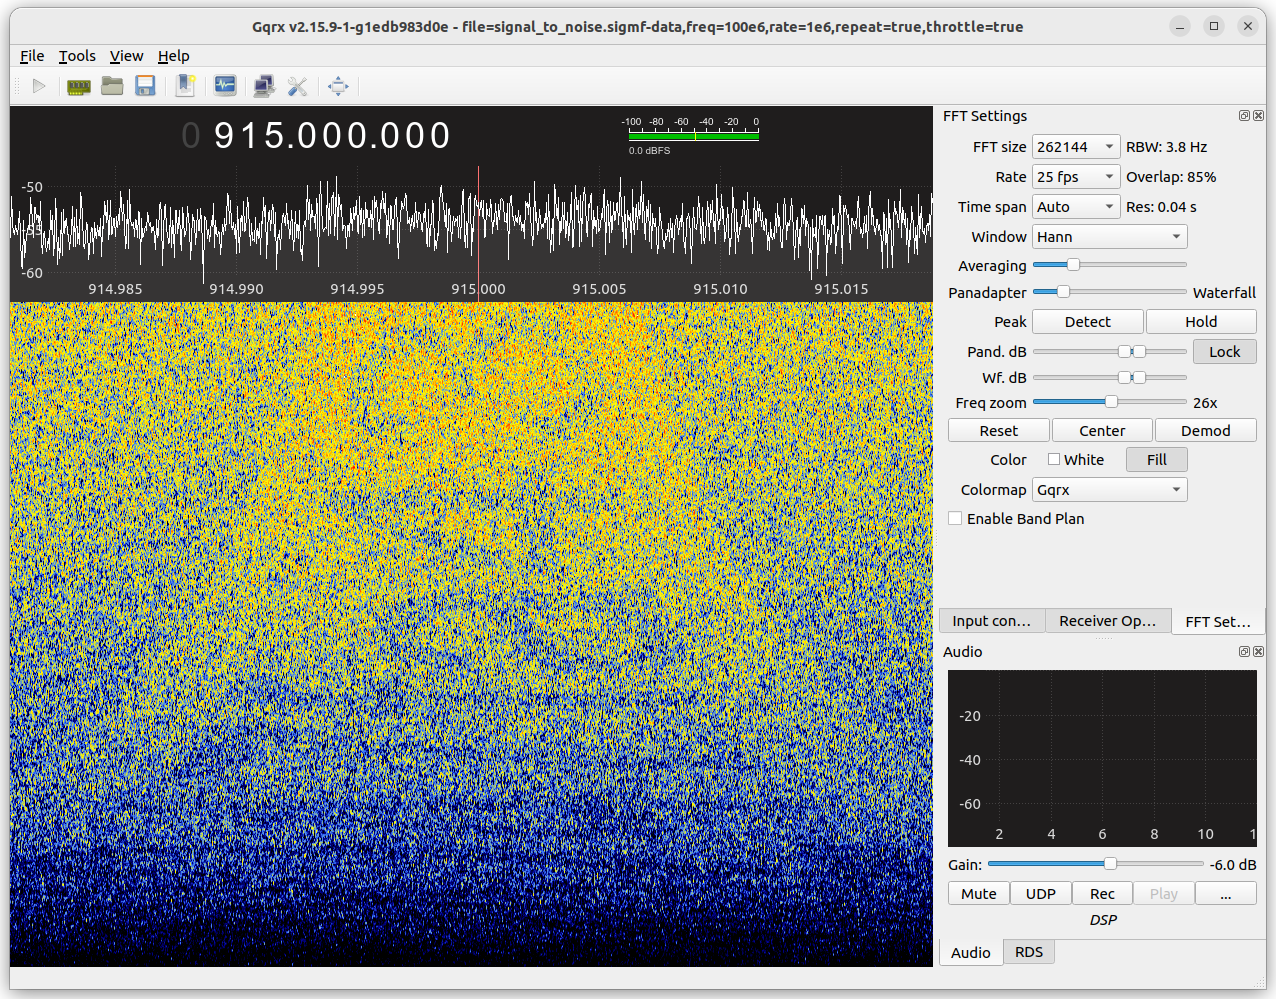 Gqrx v2.15.9-1-g1edb983d0e - file=signal_to_noise.sigmf-data,freq=100e6,rate=1e6,repeat=true,throttle=true
File Tools View Help
0 915.000.000
-100 -80 -60 -40 -20 0
0.0 dBFS
-50
-55
-60
914.985 914.990 914.995 915.000 915.005 915.010 915.015
FFT Settings
FFT size 262144 RBW: 3.8 Hz
Rate 25 fps Overlap: 85%
Time span Auto Res: 0.04 s
Window Hann
Averaging
Panadapter Waterfall
Peak Detect Hold
Pand. dB Lock
Wf. dB
Freq zoom 26x
Reset Center Demod
Color White Fill
Colormap Gqrx
Enable Band Plan
Input con... Receiver Op... FFT Set...
Audio
-20
-40
-60
2 4 6 8 10 1
Gain: -6.0 dB
Mute UDP Rec Play ...
DSP
Audio RDS